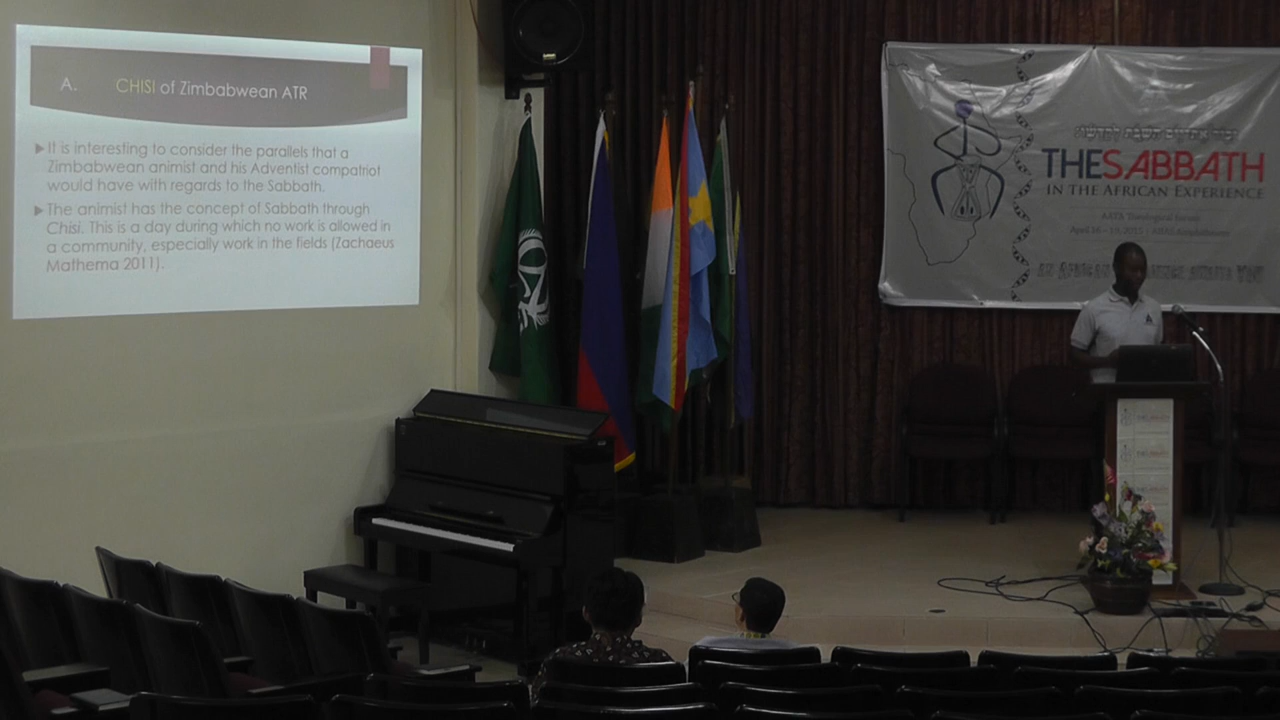 A. CHISI of Zimbabwean ATR
It is interesting to consider the parallels that a
Zimbabwean animist and his Adventist compatriot
would have with regards to the Sabbath.
The animist has the concept of Sabbath through
Chisi. This is a day during which no work is allowed in
a community, especially work in the fields (Zachaeus
Mathema 2011).
THESABBATH
IN THE AFRICAN EXPERIENCE
AATA Theological Forum